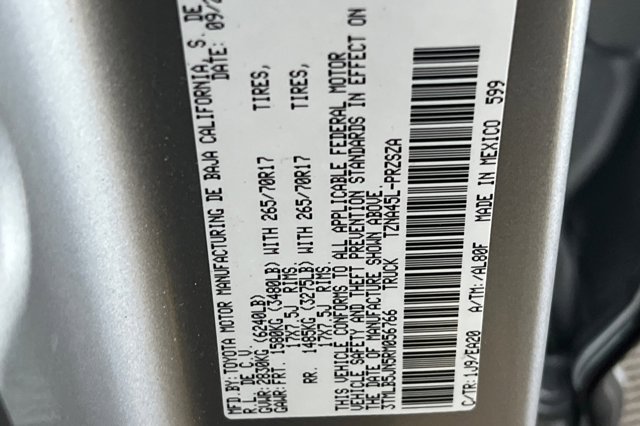 MFD.BY:TOYOTA MOTOR MANUFACTURING DE BAJA CALIFORNIA, S. DE
R.L. DE C.V. DATE: 09/
GVWR:2830KG (6240LB)
GAWR:FRT. 1580KG (3480LB) WITH 265/70R17 TIRES,
17X7.5J RIMS
RR. 1485KG (3275LB) WITH 265/70R17 TIRES,
17X7.5J RIMS
THIS VEHICLE CONFORMS TO ALL APPLICABLE FEDERAL MOTOR
VEHICLE SAFETY AND THEFT PREVENTION STANDARDS IN EFFECT ON
THE DATE OF MANUFACTURE SHOWN ABOVE.
3TMLB5JN5RM056766 TRUCK TZNA45L-PRZSZA
C/TR:1J9/EA20 A/TM:/AL80F MADE IN MEXICO 599